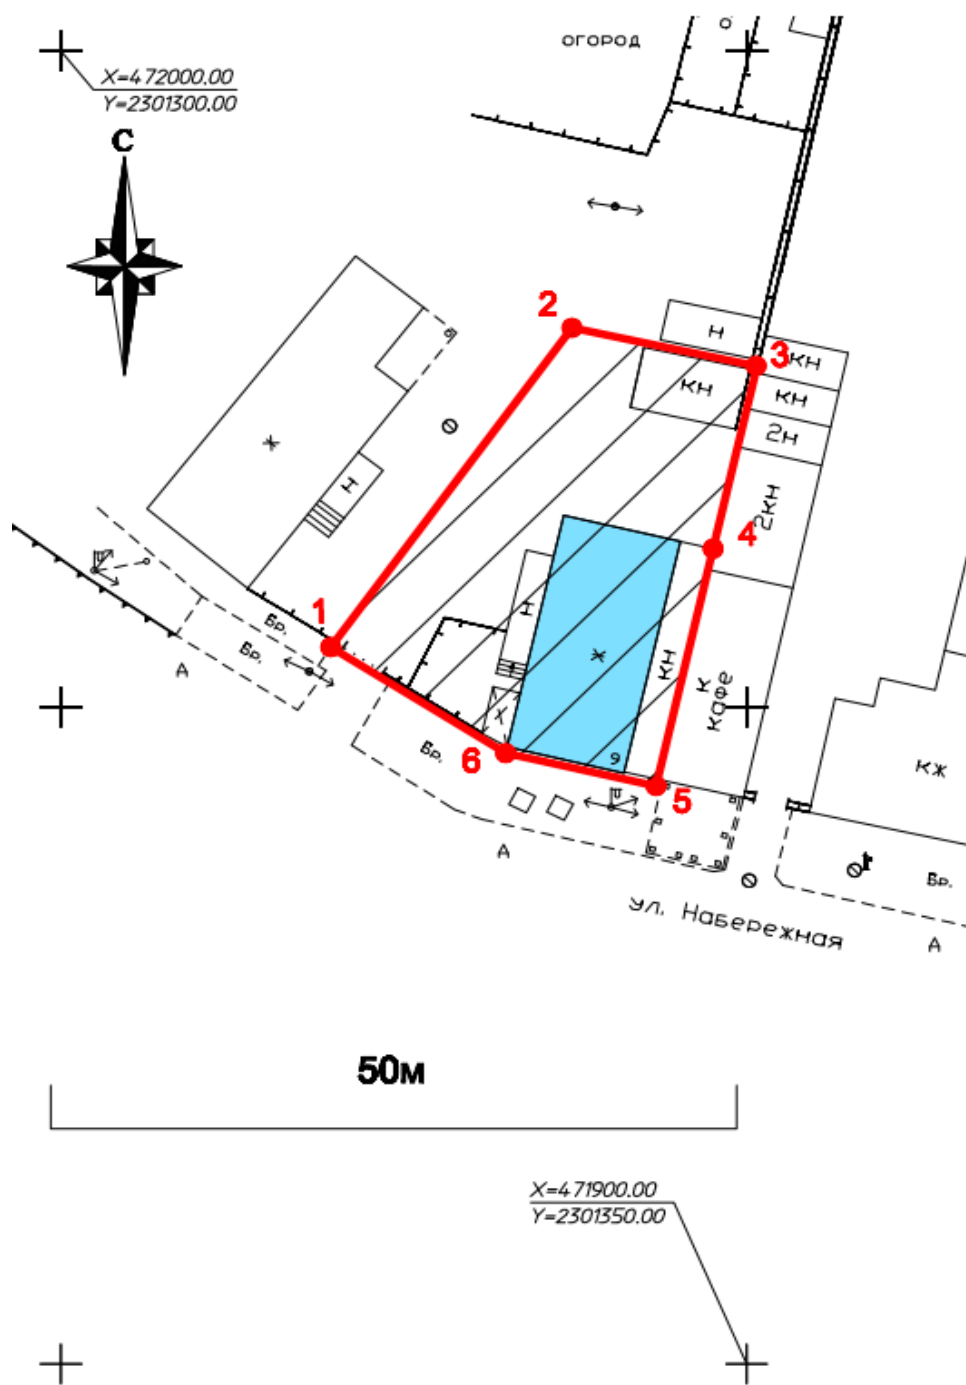 ОГОРОД
О
X=472000.00
Y=2301300.00
С
2
Н
3
КН
КН
КН
2Н
Ж
Н
2КН
4
1
Н
Бр.
Бр.
А
Ж
КН
К
КАФЕ
Х
6
Бр.
9
5
КЖ
А
Бр.
ул. Набережная
А
50м
X=471900.00
Y=2301350.00